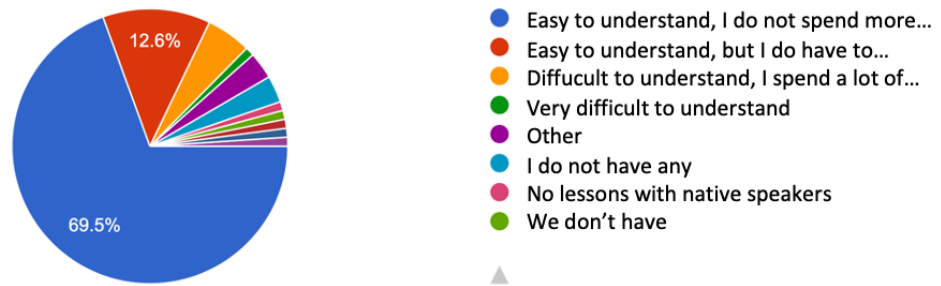 12.6%
69.5%
Easy to understand, I do not spend more…
Easy to understand, but I do have to…
Diffucult to understand, I spend a lot of…
Very difficult to understand
Other
I do not have any
No lessons with native speakers
We don’t have